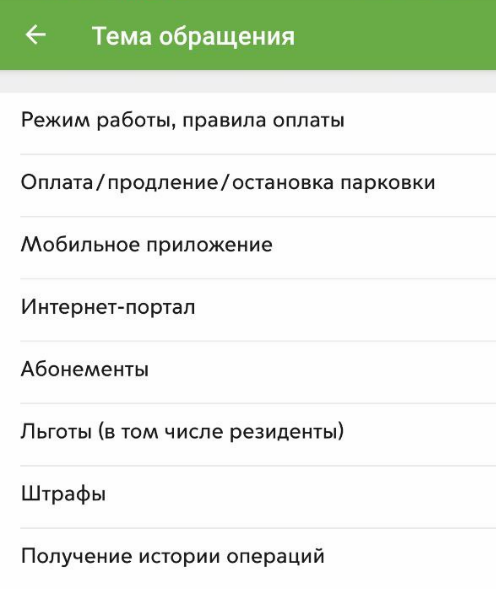 Тема обращения
Режим работы, правила оплаты
Оплата/продление/остановка парковки
Мобильное приложение
Интернет-портал
Абонементы
Льготы (в том числе резиденты)
Штрафы
Получение истории операций